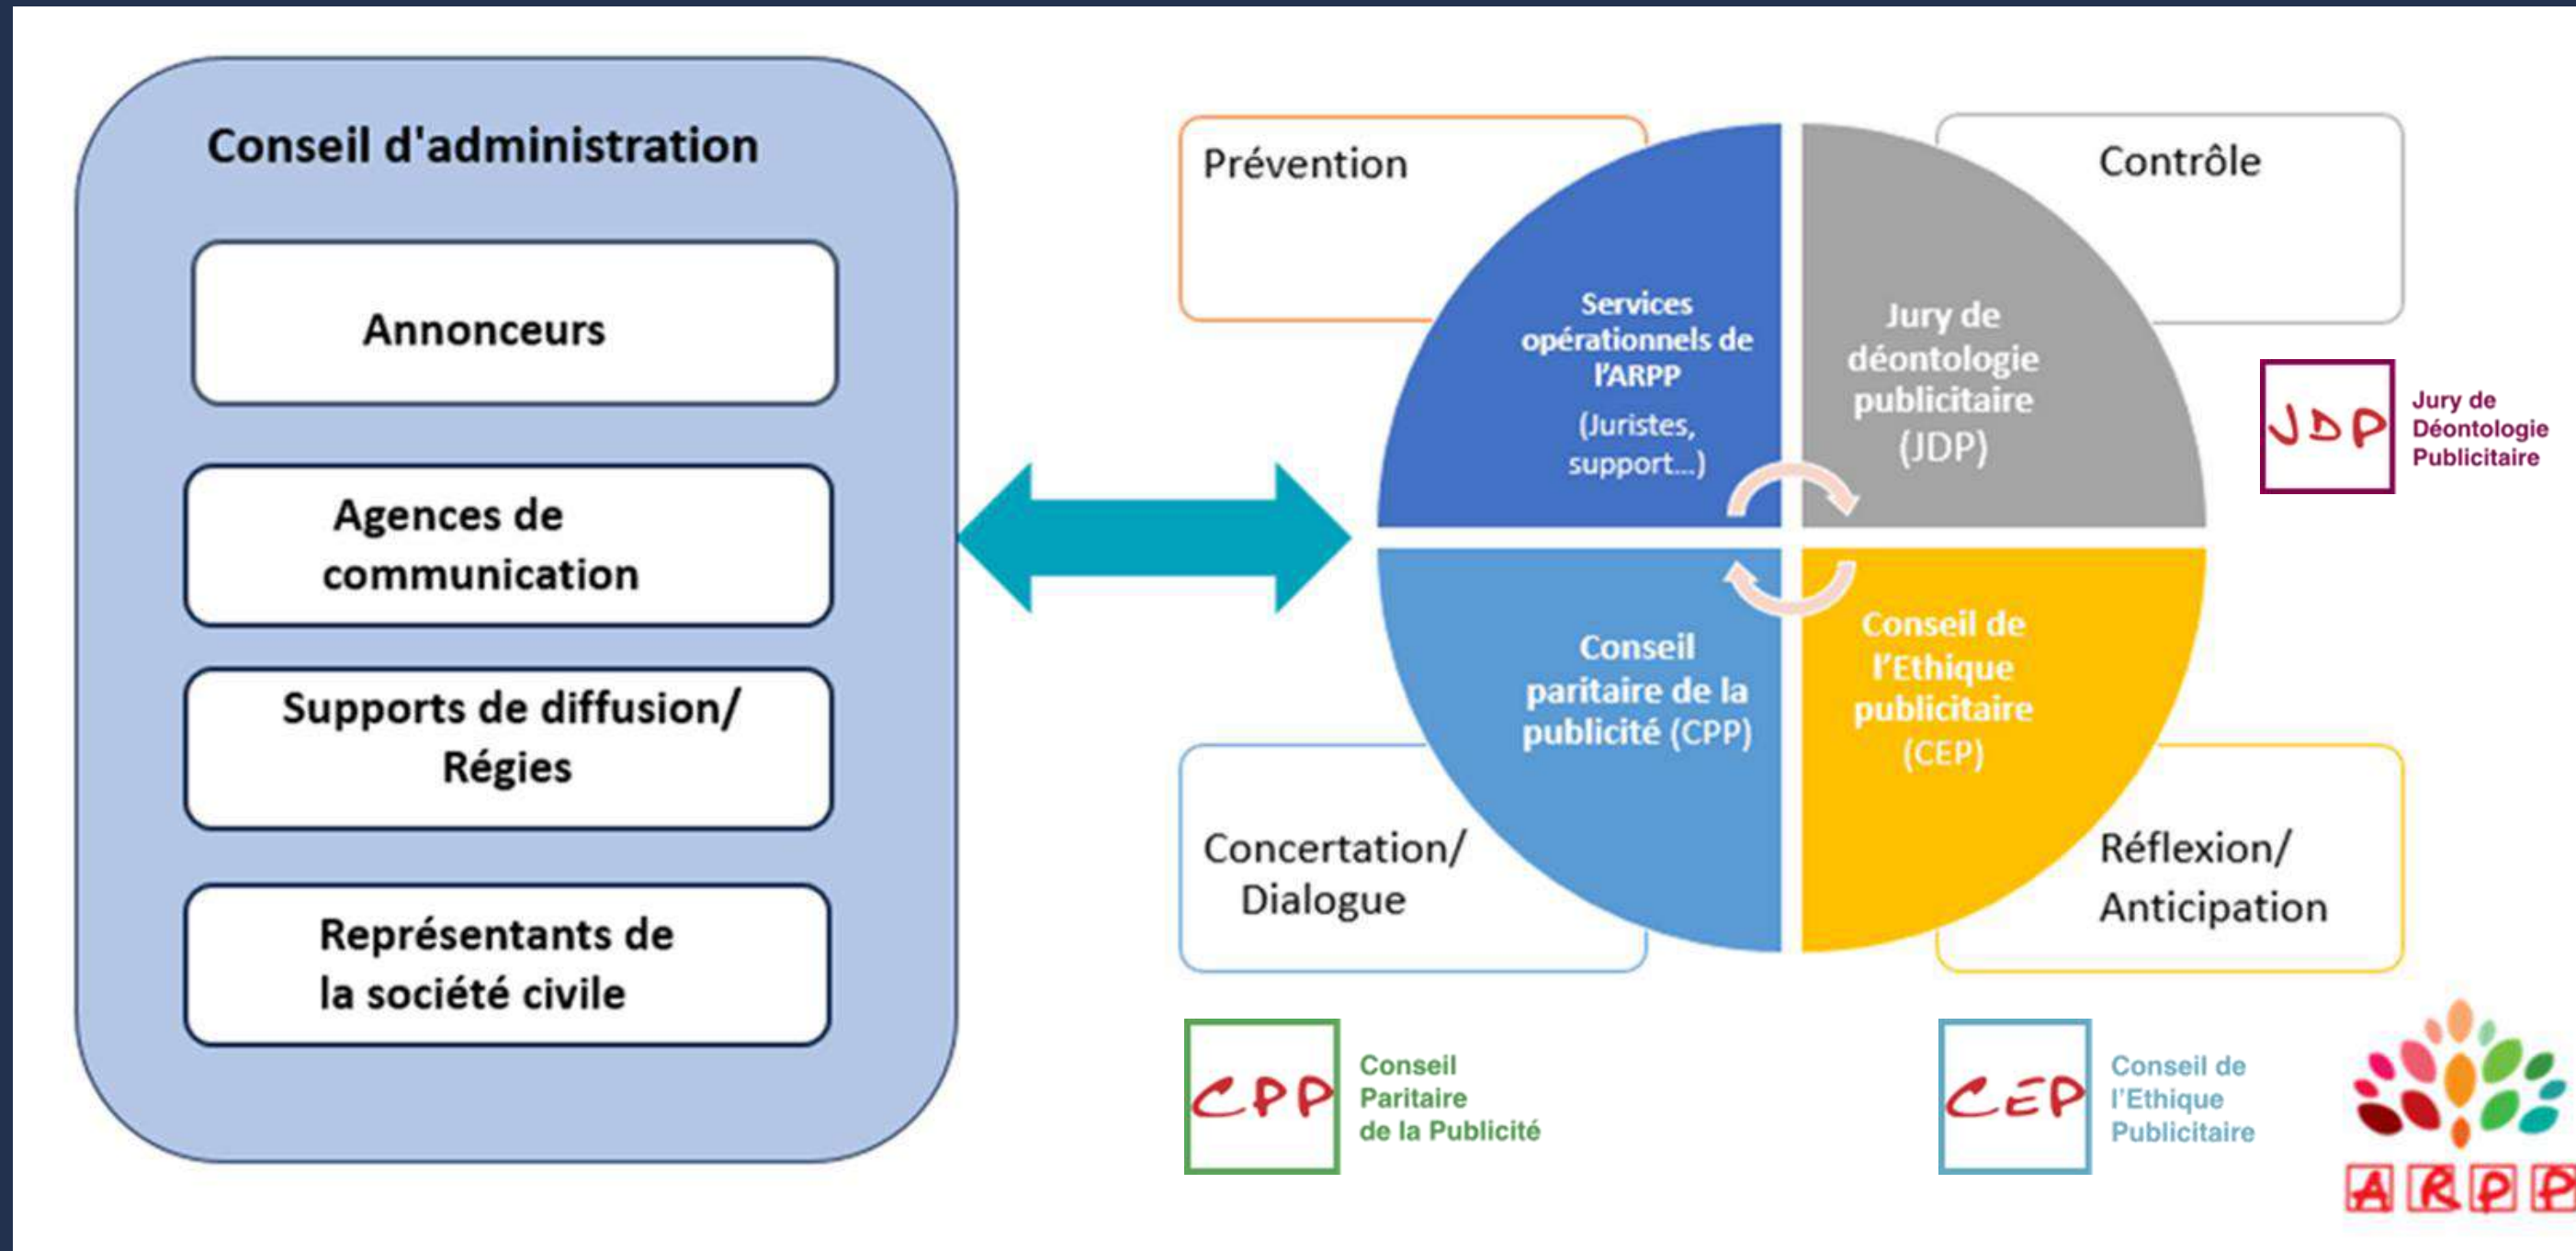 Conseil d'administration
Annonceurs
Agences de
communication
Supports de diffusion/
Régies
Représentants de
la société civile
Prévention
Services
opérationnels de
l'ARPP
(Juristes,
support...)
Contrôle
Jury de
déontologie
publicitaire
(JDP)
JDP
Jury de
Déontologie
Publicitaire
Concertation/
Dialogue
Conseil
paritaire de la
publicité (CPP)
Conseil de
l'Ethique
publicitaire
(CEP)
Réflexion/
Anticipation
CPP
Conseil
Paritaire
de la Publicité
CEP
Conseil de
l'Ethique
Publicitaire
ARPP